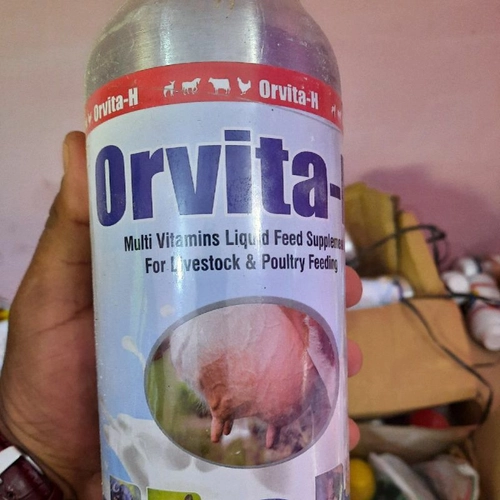 Orvita-H Orvita-H
Orvita-
Multi Vitamins Liquid Feed Supplement
For Livestock & Poultry Feeding